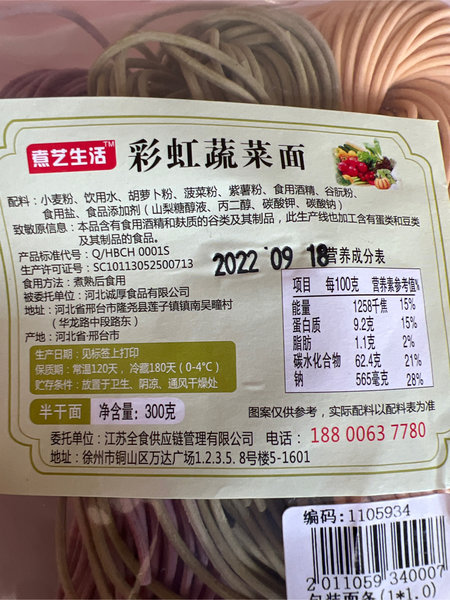 煮艺生活™ 彩虹蔬菜面
配料：小麦粉、饮用水、胡萝卜粉、菠菜粉、紫薯粉、食用酒精、谷朊粉、
食用盐、食品添加剂（山梨糖醇液、丙二醇、碳酸钾、碳酸钠）
致敏原信息：本品含有食用酒精和麸质的谷类及其制品，此生产线也加工含有蛋类和豆类
及其制品的食品。
产品标准代号：Q/HBCH 0001S
生产许可证号：SC10113052500713
食用方法：煮熟后食用
被委托单位：河北诚厚食品有限公司
地址：河北省邢台市隆尧县莲子镇镇南吴疃村
（华龙路中段路东）
产地：河北省·邢台市
生产日期：见标签上打印
保质期：常温120天，冷藏180天（0-4°C）
贮存条件：放置于卫生、阴凉、通风干燥处
半干面 净含量：300克
2022 09 18
营养成分表
项目 每100克 营养素参考值%
能量 1258千焦 15%
蛋白质 9.2克 15%
脂肪 1.1克 2%
碳水化合物 62.4克 21%
钠 565毫克 28%
图案仅供参考，实际配料以配料表为准
委托单位：江苏全食供应链管理有限公司 电话：188 0063 7780
地址：徐州市铜山区万达广场1.2.3.5. 8号楼5-1601
编码：1105934
2 011059 340007
包装面条(1*1.0)